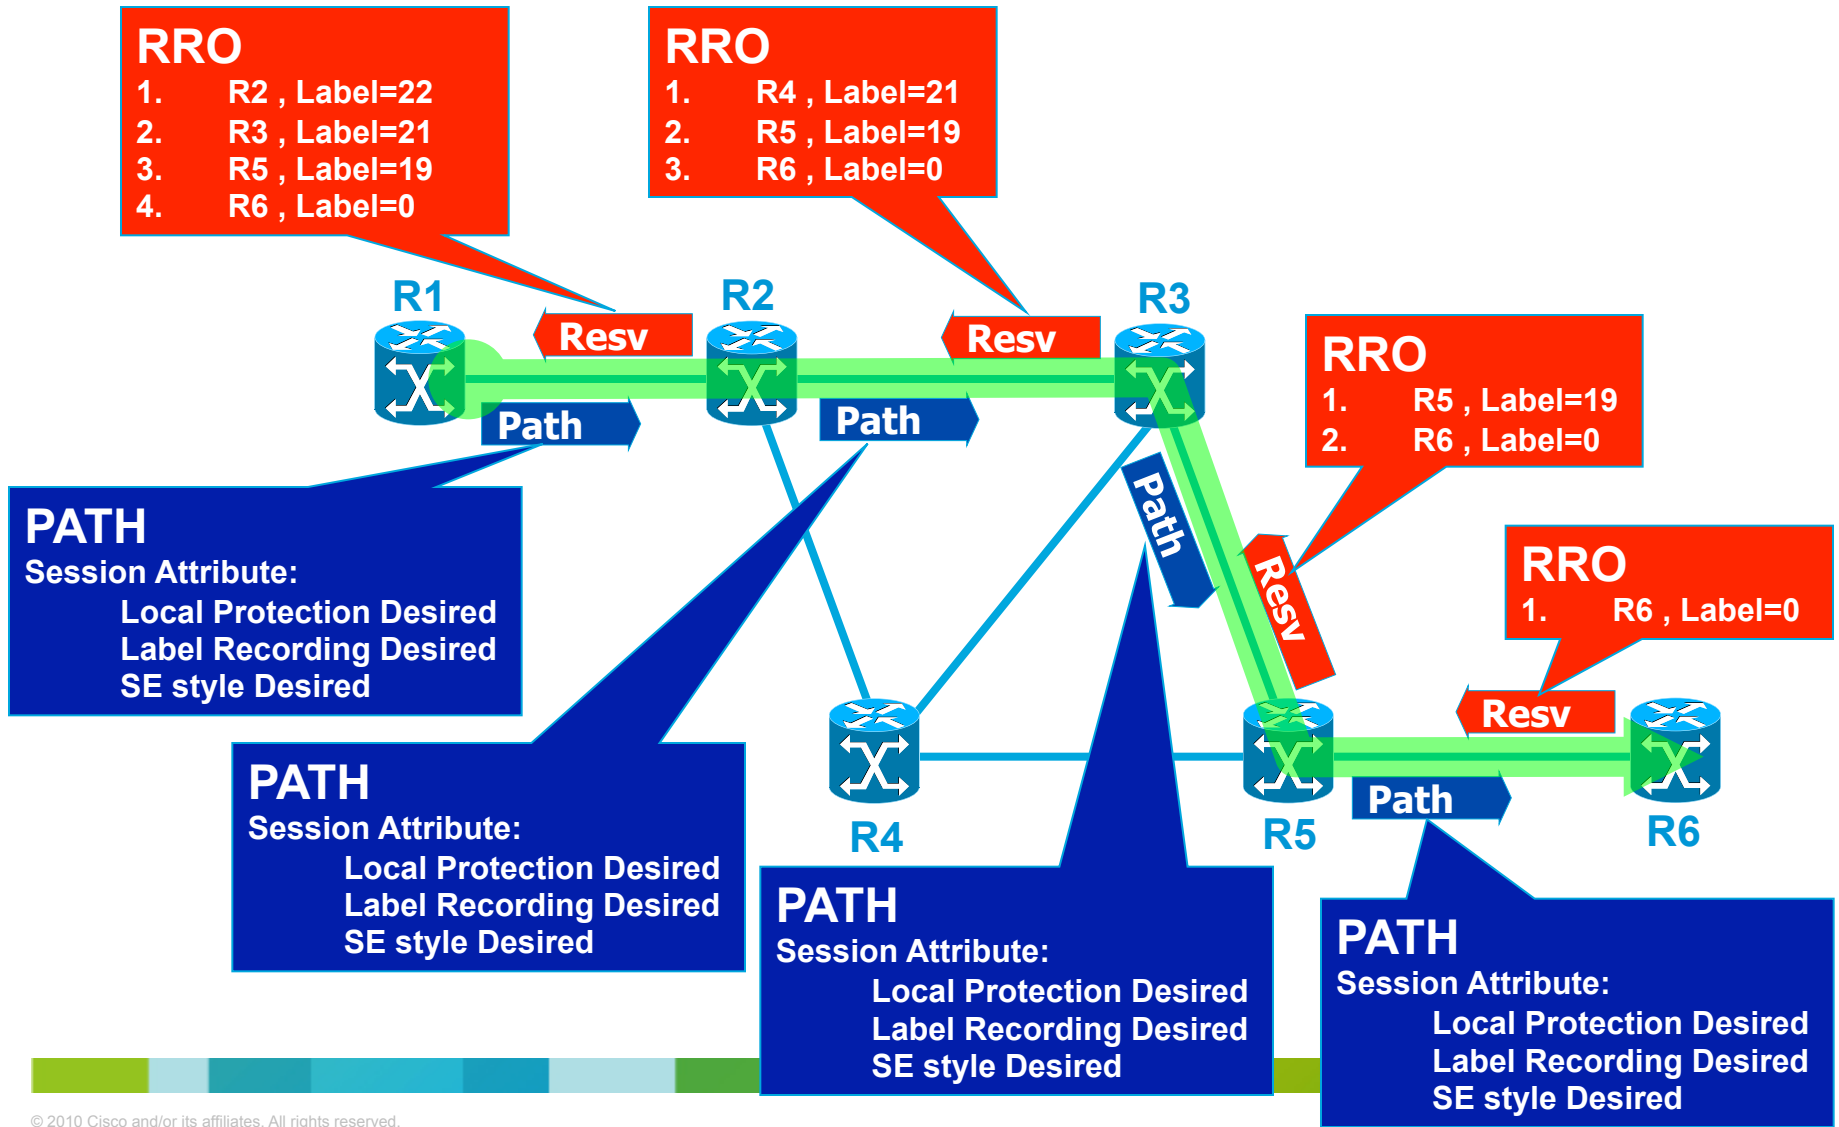 RRO
1. R2 , Label=22
2. R3 , Label=21
3. R5 , Label=19
4. R6 , Label=0
RRO
1. R4 , Label=21
2. R5 , Label=19
3. R6 , Label=0
R1
R2
R3
Resv
Resv
Path
Path
RRO
1. R5 , Label=19
2. R6 , Label=0
Path
Resv
PATH
Session Attribute:
Local Protection Desired
Label Recording Desired
SE style Desired
RRO
1. R6 , Label=0
Resv
Path
R4
R5
R6
PATH
Session Attribute:
Local Protection Desired
Label Recording Desired
SE style Desired
PATH
Session Attribute:
Local Protection Desired
Label Recording Desired
SE style Desired
PATH
Session Attribute:
Local Protection Desired
Label Recording Desired
SE style Desired
© 2010 Cisco and/or its affiliates. All rights reserved.